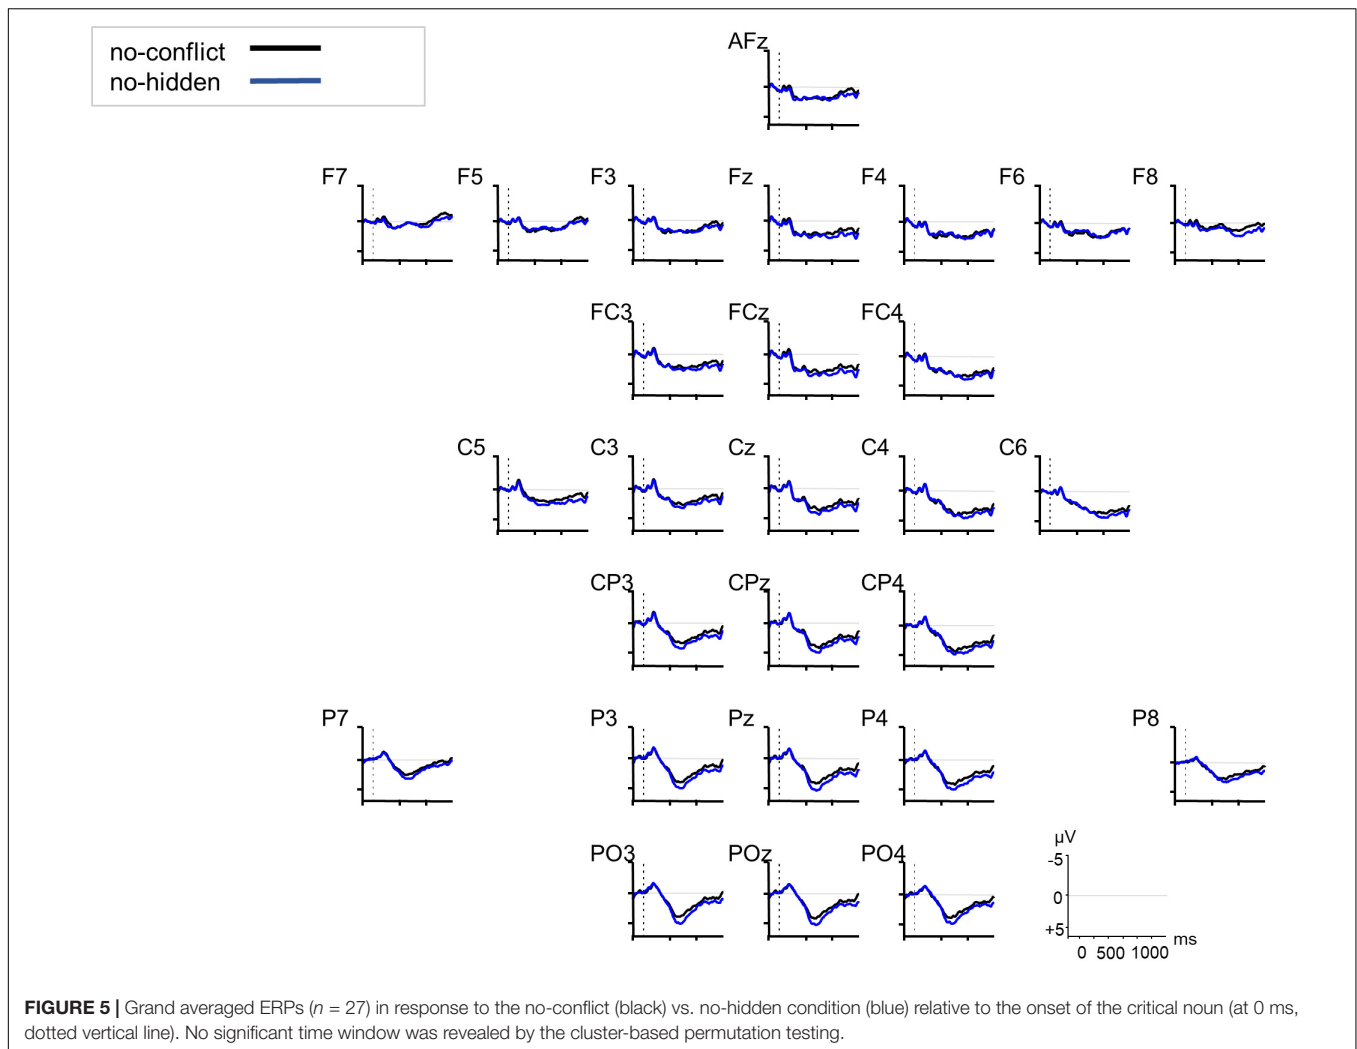 no-conflict
no-hidden
AFz
F7 F5 F3 Fz F4 F6 F8
FC3 FCz FC4
C5 C3 Cz C4 C6
CP3 CPz CP4
P7 P3 Pz P4 P8
PO3 POz PO4
µV
-5
0
+5
ms
0 500 1000
FIGURE 5 | Grand averaged ERPs (n = 27) in response to the no-conflict (black) vs. no-hidden condition (blue) relative to the onset of the critical noun (at 0 ms,
dotted vertical line). No significant time window was revealed by the cluster-based permutation testing.